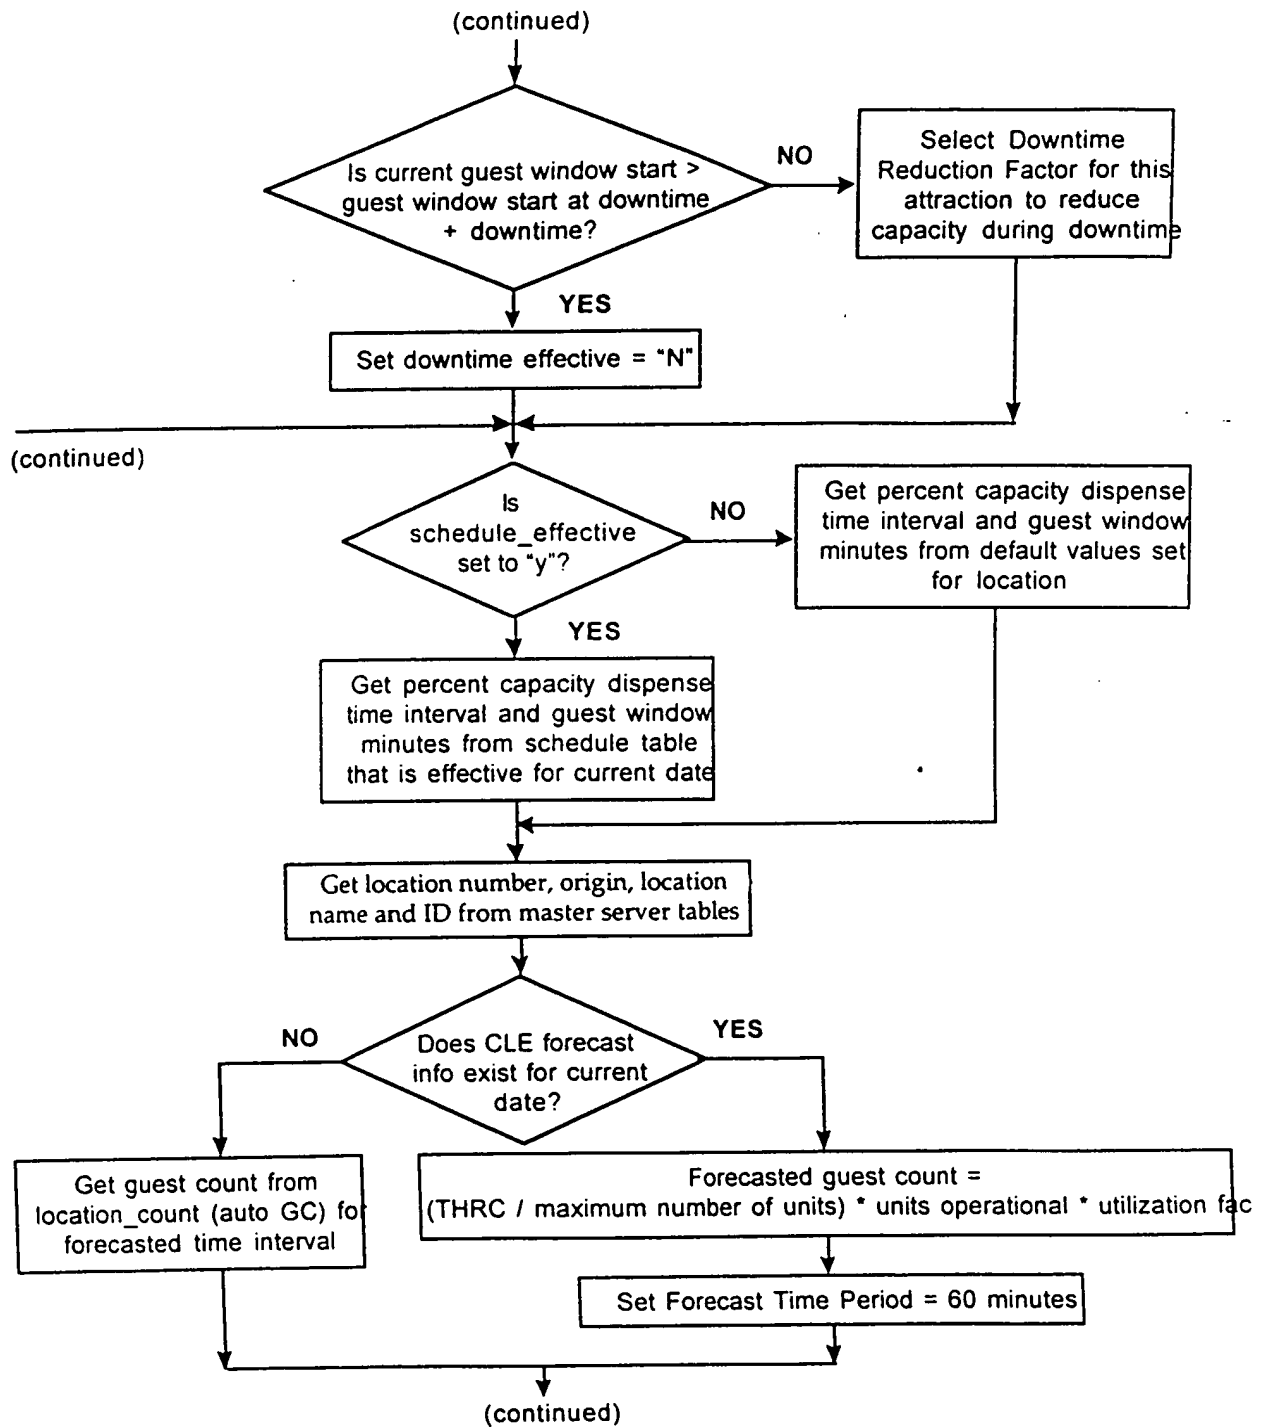 (continued)
Is current guest window start >
guest window start at downtime
+ downtime?
NO
Select Downtime
Reduction Factor for this
attraction to reduce
capacity during downtime
YES
Set downtime effective = "N"
(continued)
Is
schedule_effective
set to "y"?
NO
Get percent capacity dispense
time interval and guest window
minutes from default values set
for location
YES
Get percent capacity dispense
time interval and guest window
minutes from schedule table
that is effective for current date
Get location number, origin, location
name and ID from master server tables
Does CLE forecast
info exist for current
date?
NO
YES
Get guest count from
location_count (auto GC) for
forecasted time interval
Forecasted guest count =
(THRC / maximum number of units) * units operational * utilization fac
Set Forecast Time Period = 60 minutes
(continued)